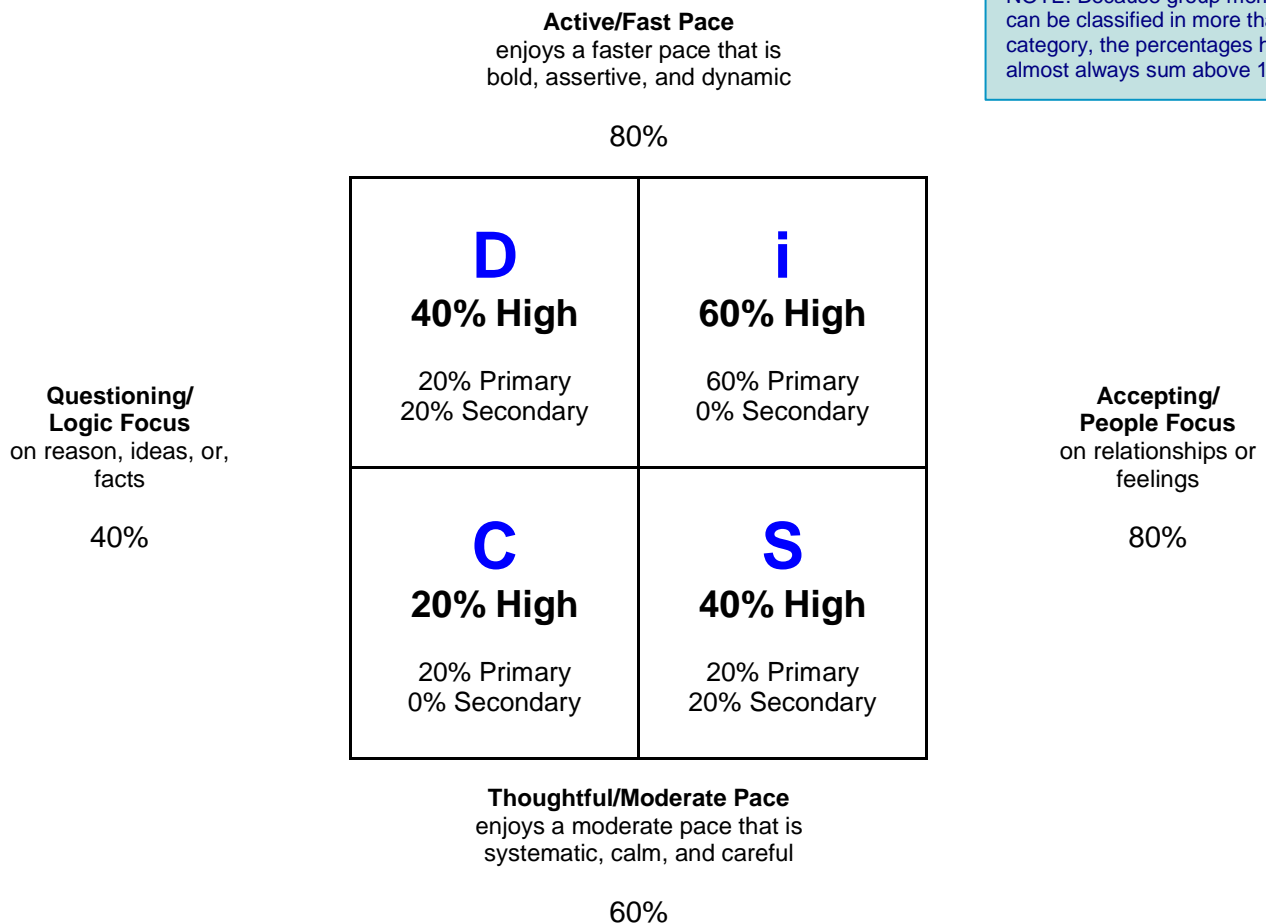 NOTE: Because group
can be classified in more
category, the percentages
almost always sum above
Active/Fast Pace
enjoys a faster pace that is
bold, assertive, and dynamic
80%
D
40% High
20% Primary
20% Secondary
i
60% High
60% Primary
0% Secondary
Questioning/
Logic Focus
on reason, ideas, or,
facts
40%
Accepting/
People Focus
on relationships or
feelings
80%
C
20% High
20% Primary
0% Secondary
S
40% High
20% Primary
20% Secondary
Thoughtful/Moderate Pace
enjoys a moderate pace that is
systematic, calm, and careful
60%